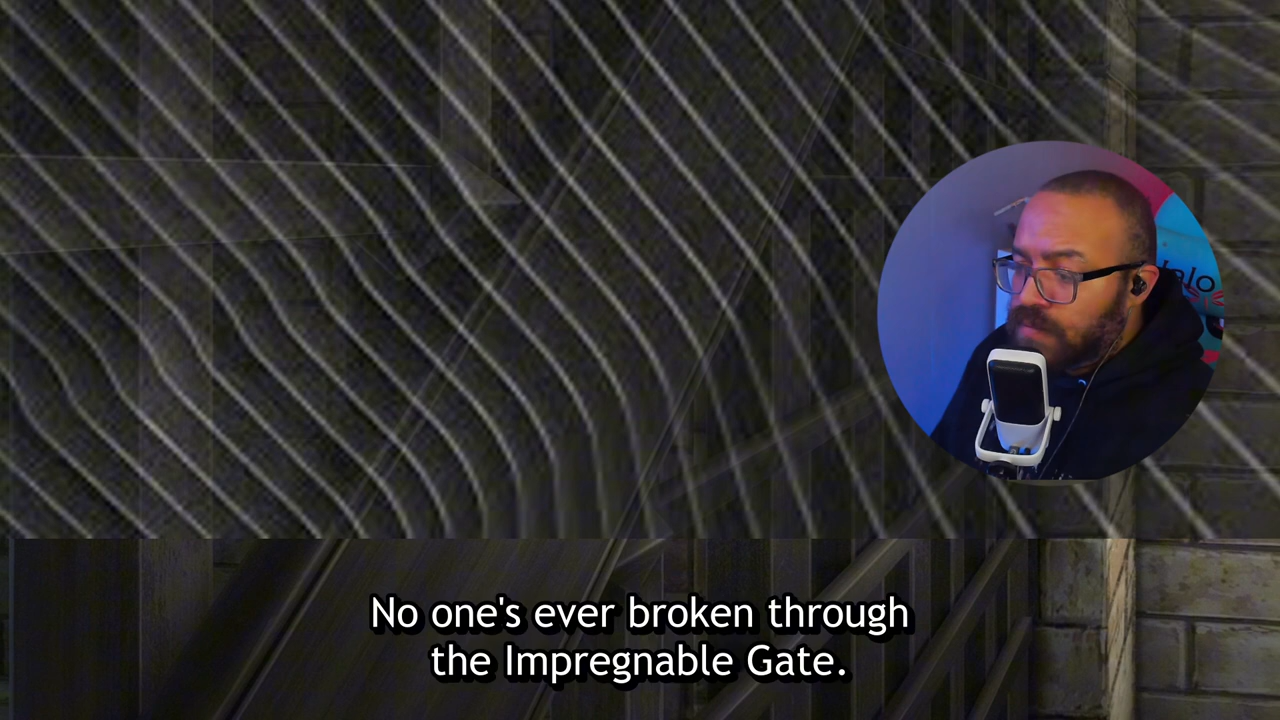 No one's ever broken through
the Impregnable Gate.